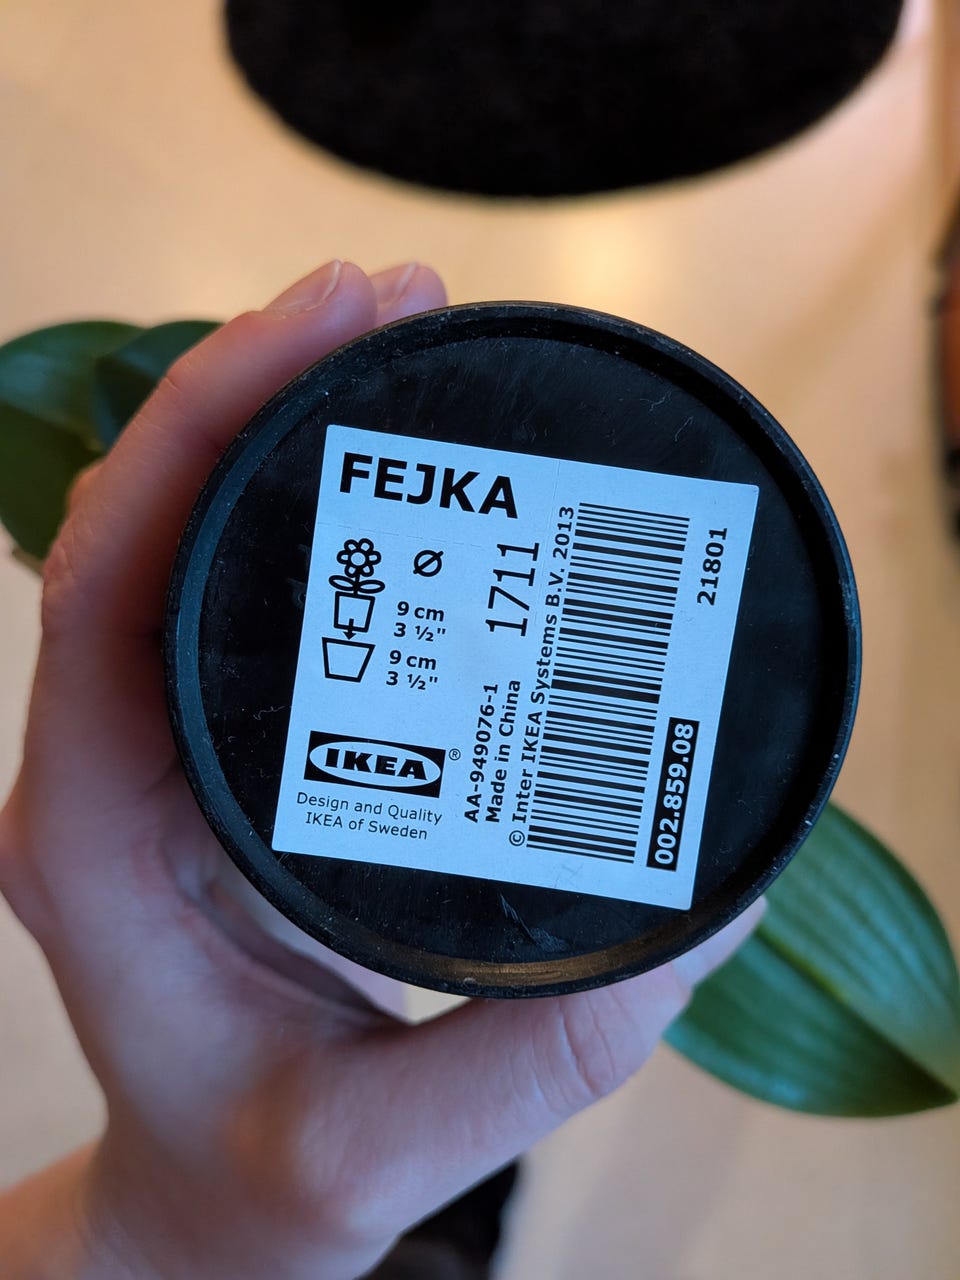 FEJKA
Ø
9 cm
3 ½"
9 cm
3 ½"
IKEA®
Design and Quality
IKEA of Sweden
1711
AA-949076-1
Made in China
© Inter IKEA Systems B.V. 2013
21801
002.859.08